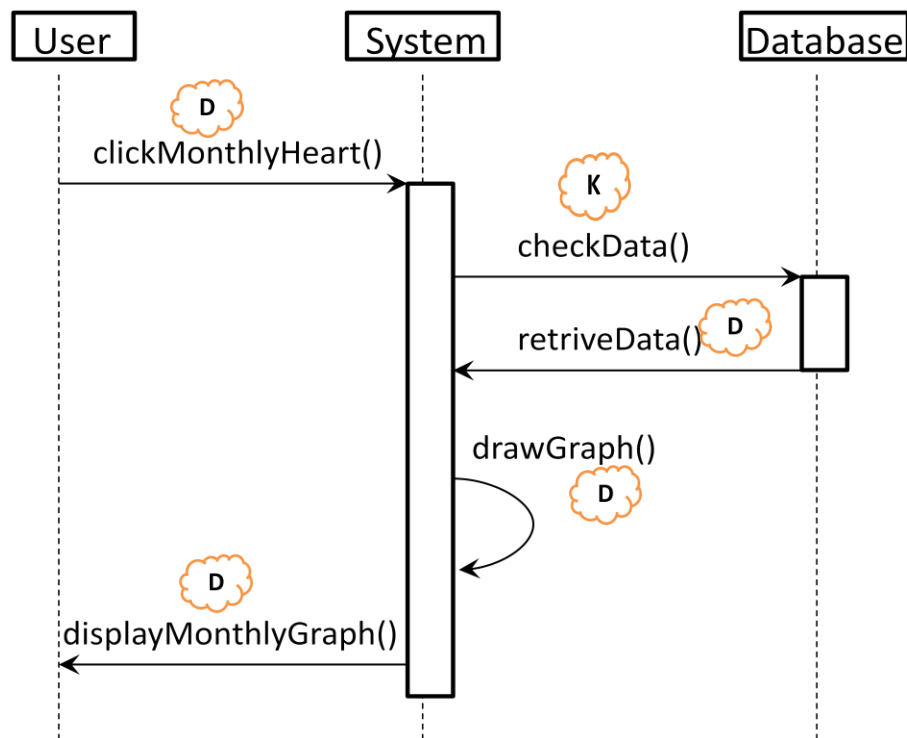 User System Database
D
clickMonthlyHeart()
K
checkData()
D
retriveData()
drawGraph()
D
D
displayMonthlyGraph()